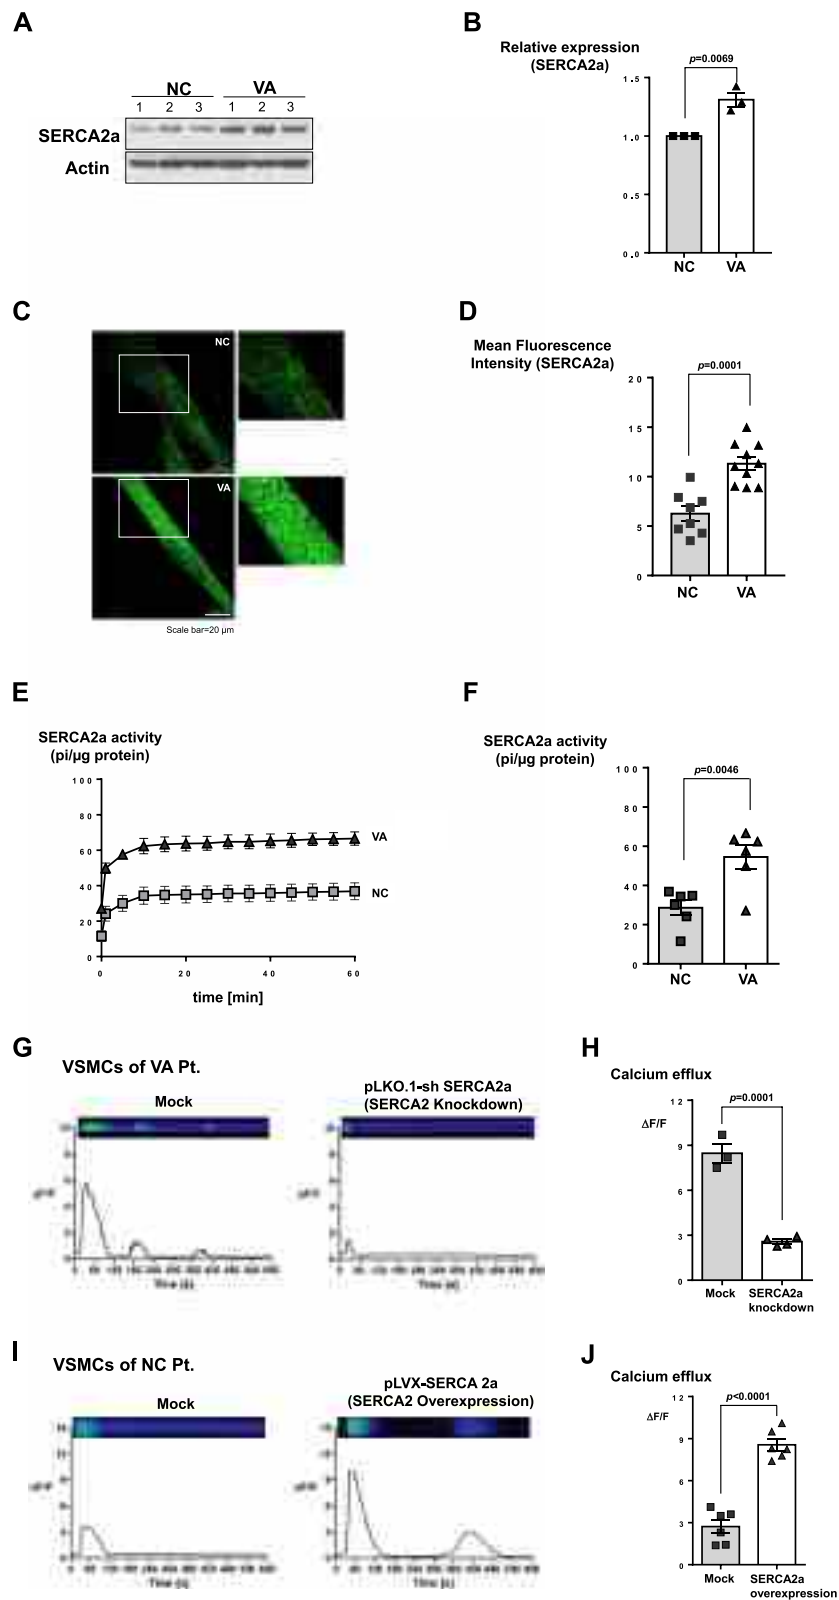 A
NC VA
1 2 3 1 2 3
SERCA2a
Actin
B
Relative expression
(SERCA2a)
p=0.0069
1.5
1.0
0.5
0.0
NC VA
C
NC
VA
Scale bar=20 µm
D
Mean Fluorescence
Intensity (SERCA2a)
p=0.0001
20
15
10
5
0
NC VA
E
SERCA2a activity
(pi/µg protein)
100
80
60
40
20
0
VA
NC
0 20 40 60
time [min]
F
SERCA2a activity
(pi/µg protein)
p=0.0046
100
80
60
40
20
0
NC VA
G
VSMCs of VA Pt.
Mock
pLKO.1-sh SERCA2a
(SERCA2 Knockdown)
Time [s]
Time [s]
H
Calcium efflux
p=0.0001
ΔF/F
12
9
6
3
0
Mock SERCA2a
knockdown
I
VSMCs of NC Pt.
Mock
pLVX-SERCA 2a
(SERCA2 Overexpression)
Time [s]
Time [s]
J
Calcium efflux
p<0.0001
ΔF/F
12
9
6
3
0
Mock SERCA2a
overexpression